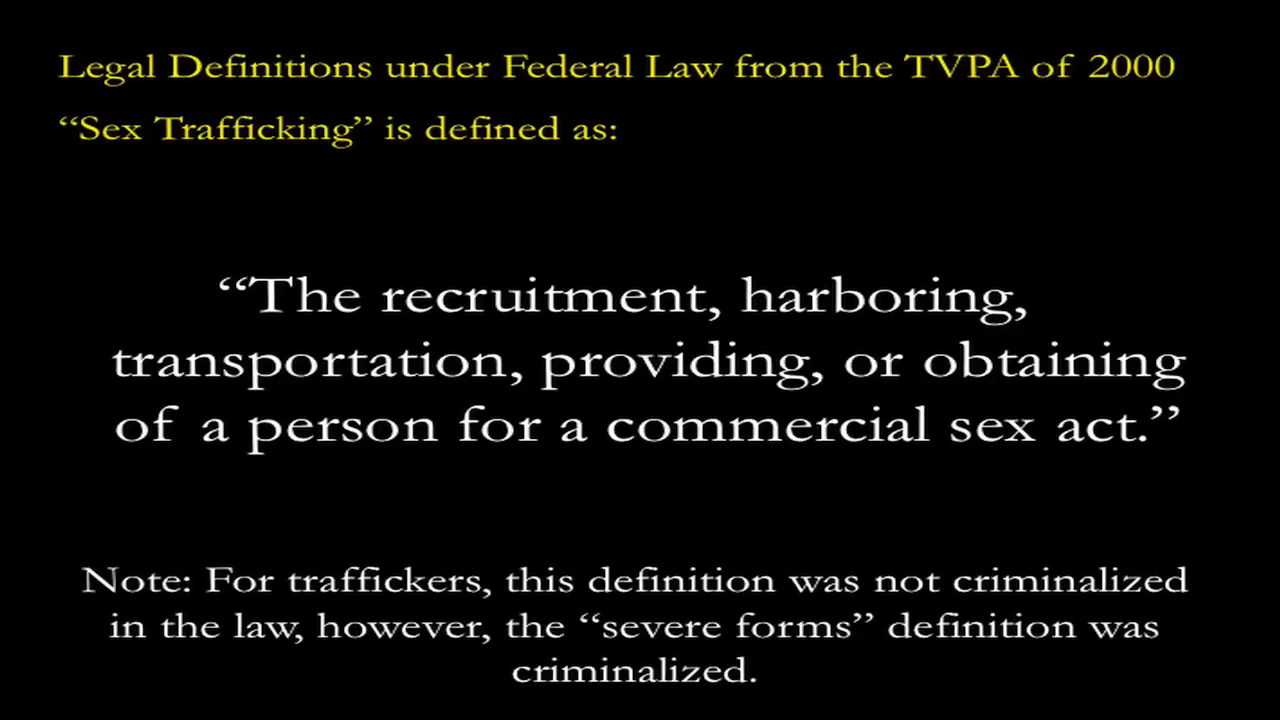 Legal Definitions under Federal Law from the TVPA of 2000
“Sex Trafficking” is defined as:
“The recruitment, harboring,
transportation, providing, or obtaining
of a person for a commercial sex act.”
Note: For traffickers, this definition was not criminalized
in the law, however, the “severe forms” definition was
criminalized.